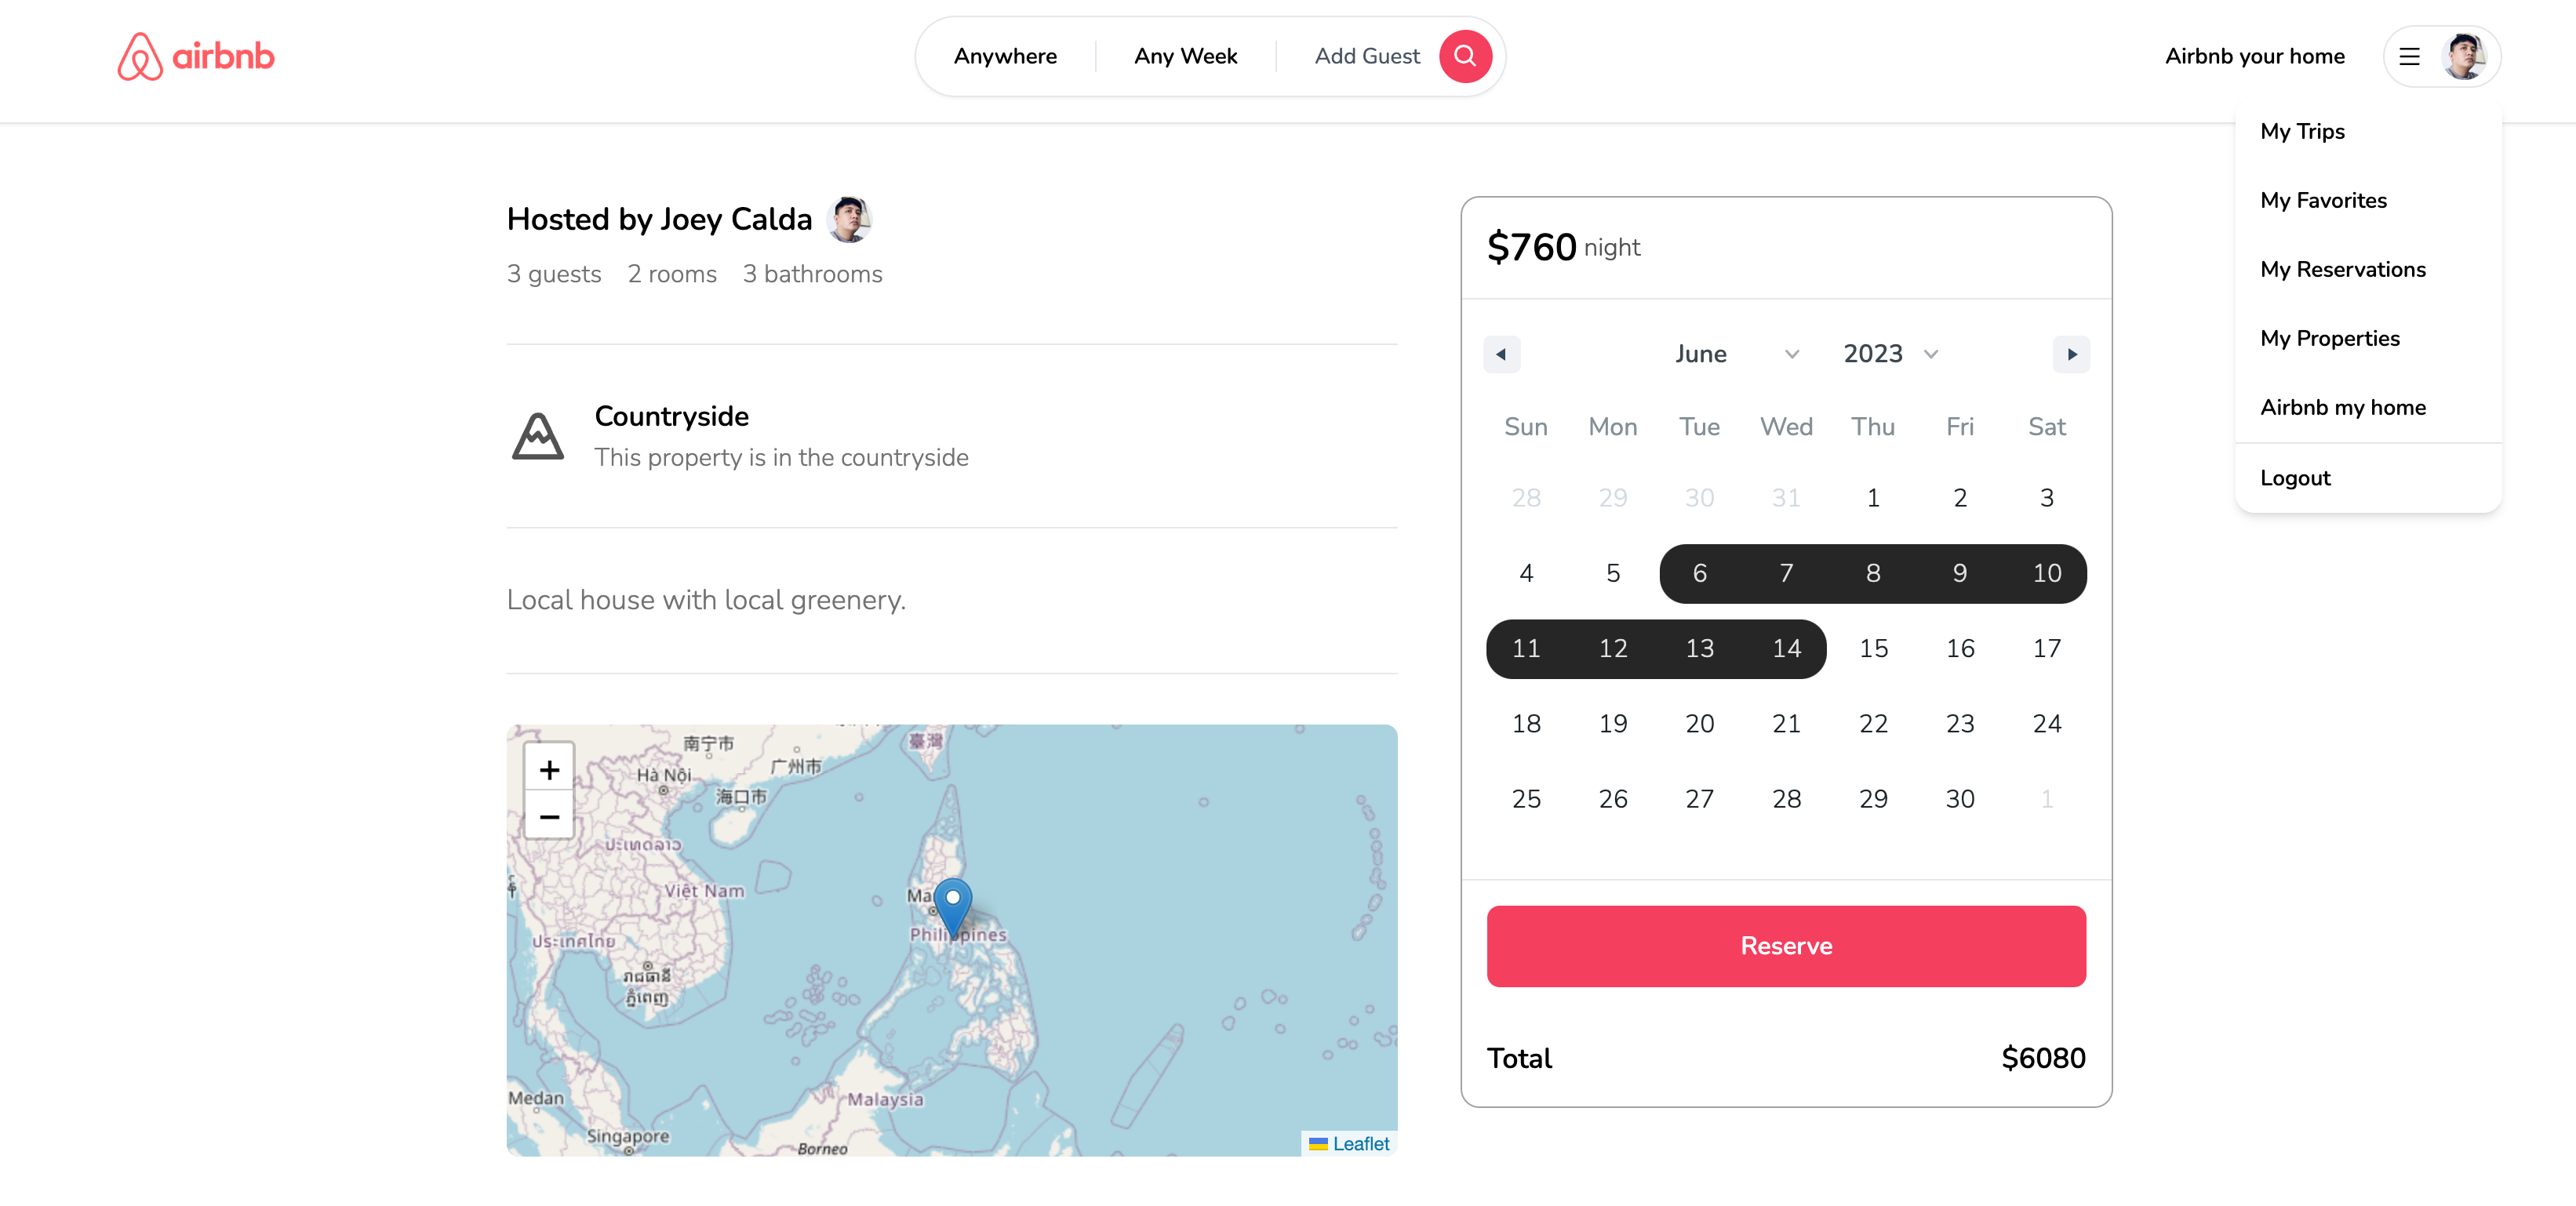 airbnb
Anywhere
Any Week
Add Guest
Airbnb your home
My Trips
My Favorites
My Reservations
My Properties
Airbnb my home
Logout
Hosted by Joey Calda
3 guests 2 rooms 3 bathrooms
Countryside
This property is in the countryside
Local house with local greenery.
+
−
南宁市
臺灣
广州市
Hà Nội
海口市
ປະເທດລາວ
Việt Nam
Philippines
ประเทศไทย
រាជធានី
ភ្នំពេញ
Medan
Malaysia
Singapore
Borneo
Leaflet
$760 night
June 2023
Sun Mon Tue Wed Thu Fri Sat
28 29 30 31 1 2 3
4 5 6 7 8 9 10
11 12 13 14 15 16 17
18 19 20 21 22 23 24
25 26 27 28 29 30 1
Reserve
Total $6080